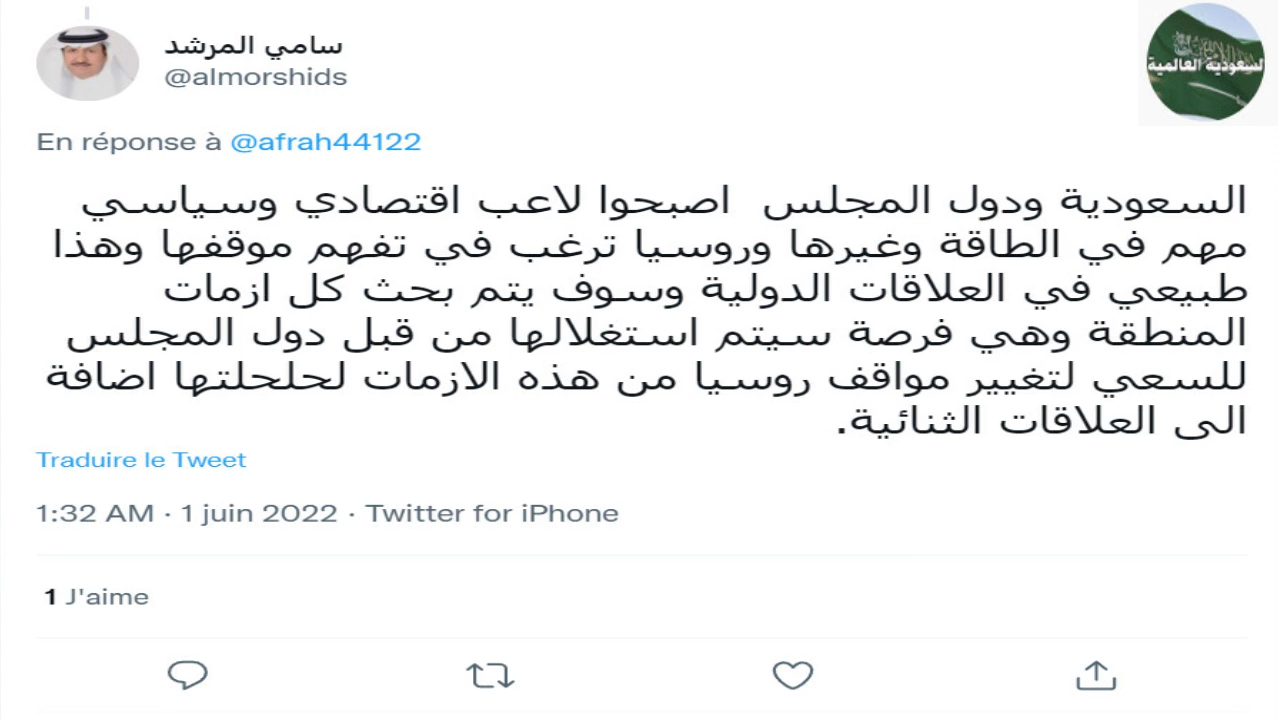 سامي المرشد
@almorshids
السعودية العالمية
En réponse à @afrah44122
السعودية ودول المجلس اصبحوا لاعب اقتصادي وسياسي
مهم في الطاقة وغيرها وروسيا ترغب في تفهم موقفها وهذا
طبيعي في العلاقات الدولية وسوف يتم بحث كل ازمات
المنطقة وهي فرصة سيتم استغلالها من قبل دول المجلس
للسعي لتغيير مواقف روسيا من هذه الازمات لحلحلتها اضافة
الى العلاقات الثنائية.
Traduire le Tweet
1:32 AM · 1 juin 2022 · Twitter for iPhone
1 J'aime